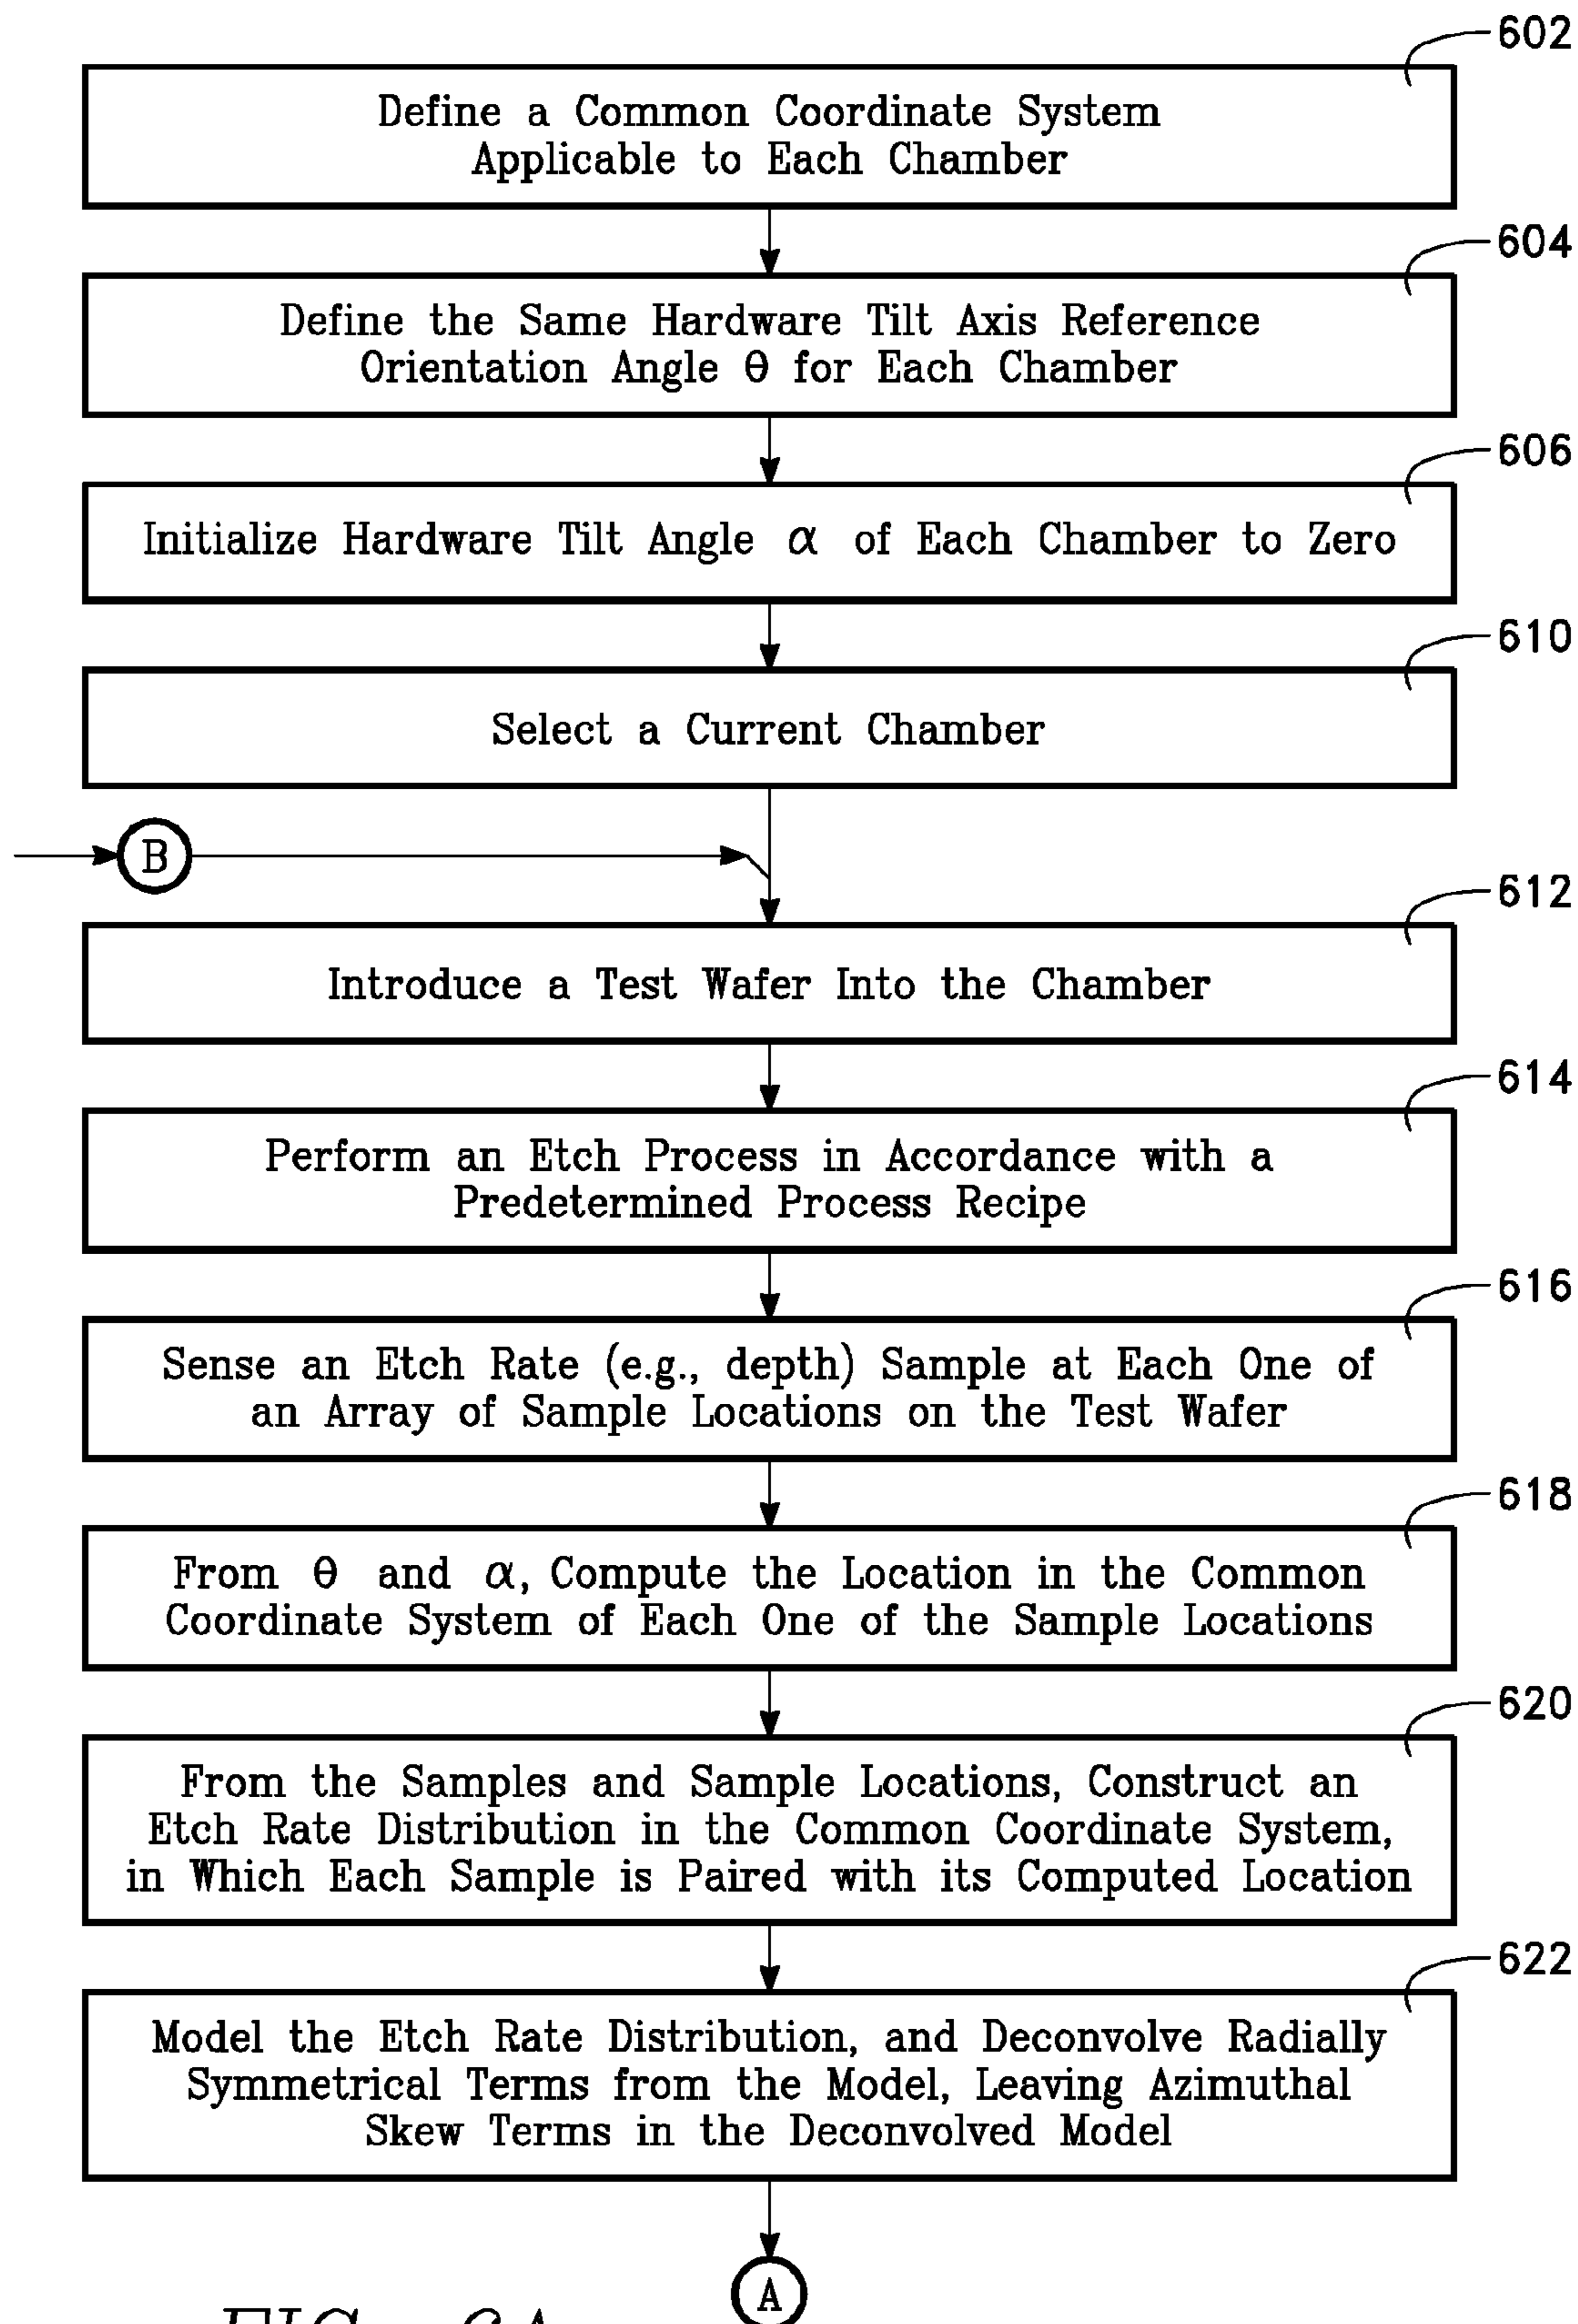 602
Define a Common Coordinate System
Applicable to Each Chamber
604
Define the Same Hardware Tilt Axis Reference
Orientation Angle θ for Each Chamber
606
Initialize Hardware Tilt Angle α of Each Chamber to Zero
610
Select a Current Chamber
B
612
Introduce a Test Wafer Into the Chamber
614
Perform an Etch Process in Accordance with a
Predetermined Process Recipe
616
Sense an Etch Rate (e.g., depth) Sample at Each One of
an Array of Sample Locations on the Test Wafer
618
From θ and α, Compute the Location in the Common
Coordinate System of Each One of the Sample Locations
620
From the Samples and Sample Locations, Construct an
Etch Rate Distribution in the Common Coordinate System,
in Which Each Sample is Paired with its Computed Location
622
Model the Etch Rate Distribution, and Deconvolve Radially
Symmetrical Terms from the Model, Leaving Azimuthal
Skew Terms in the Deconvolved Model
A